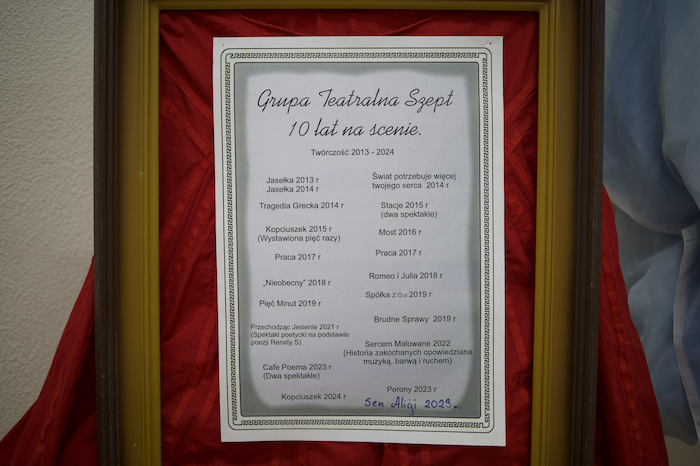 Grupa Teatralna Szept
10 lat na scenie.
Twórczość 2013 - 2024
Jasełka 2013 r
Jasełka 2014 r
Tragedia Grecka 2014 r
Kopciuszek 2015 r
(Wystawiona pięć razy)
Praca 2017 r
„Nieobecny" 2018 r
Pięć Minut 2019 r
Przechodząc Jesienie 2021 r
(Spektakl poetycki na podstawie
poezji Renaty S)
Cafe Poema 2023 r
(Dwa spektakle)
Kopciuszek 2024 r
Świat potrzebuje więcej
twojego serca 2014 r
Stacje 2015 r
(dwa spektakle)
Most 2016 r
Praca 2017 r
Romeo i Julia 2018 r
Spółka z.o.o 2019 r
Brudne Sprawy 2019 r
Sercem Malowane 2022
(Historia zakochanych opowiedziana
muzyką, barwą i ruchem)
Perony 2023 r
Sen Aligi 2023 r.